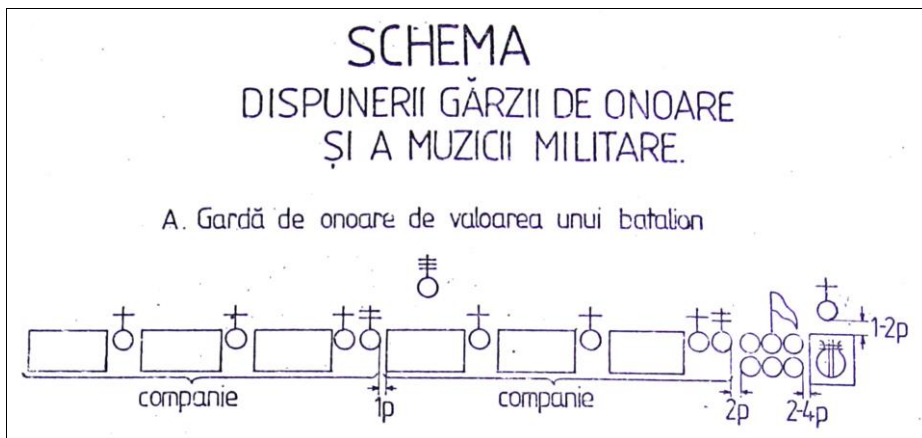 SCHEMA
DISPUNERII GĂRZII DE ONOARE
ȘI A MUZICII MILITARE.
A. Gardă de onoare de valoarea unui batalion
1-2p
companie
1p
companie
2p
2-4p